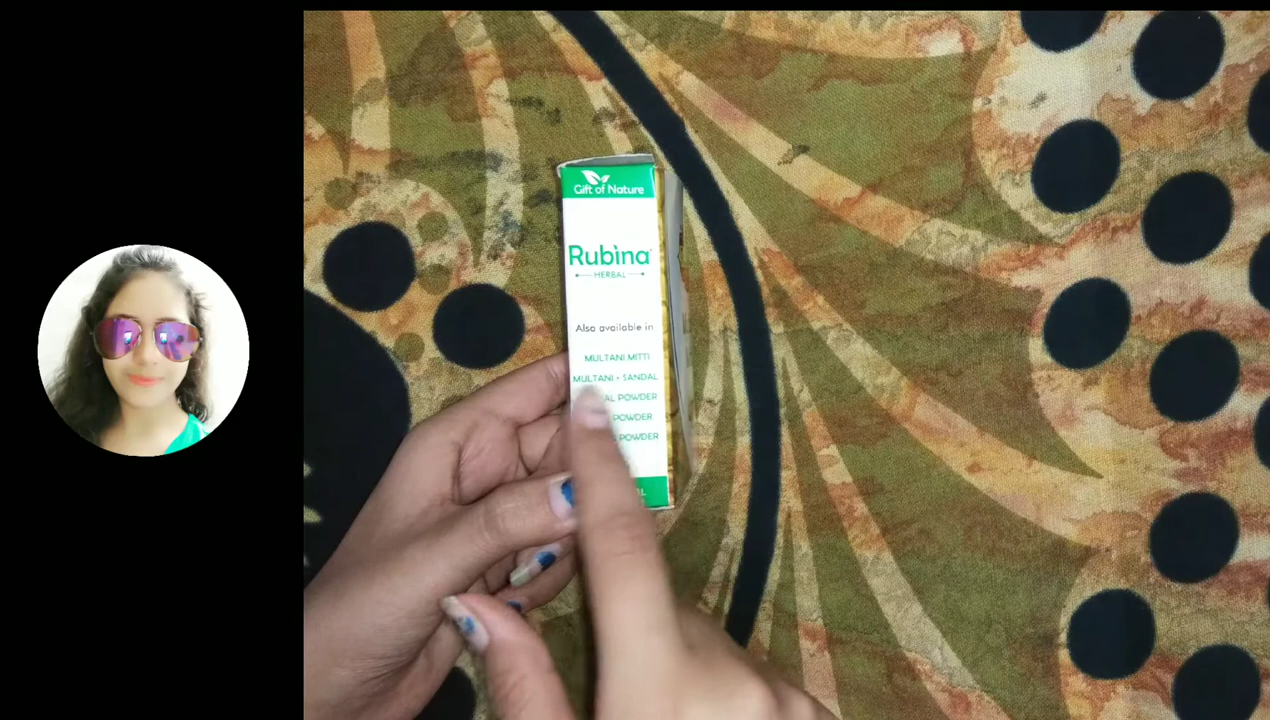 Gift of Nature
Rubina
HERBAL
Also available in
MULTANI MITTI
MULTANI + SANDAL
POWDER
POWDER
POWDER